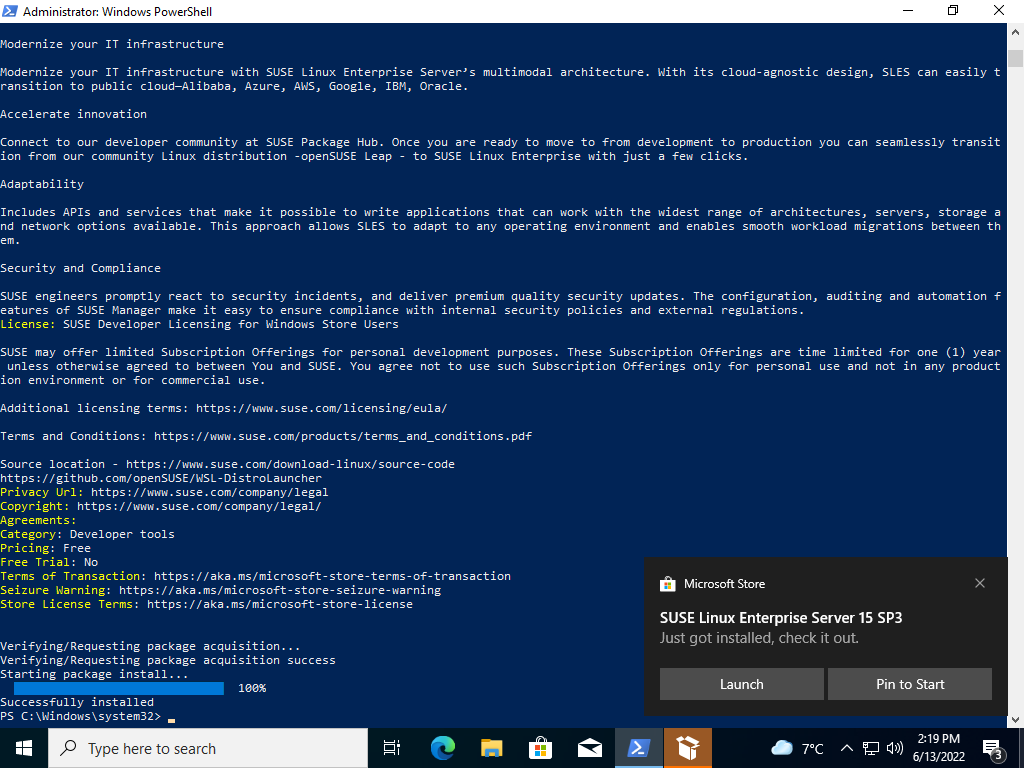 Administrator: Windows PowerShell
Modernize your IT infrastructure
Modernize your IT infrastructure with SUSE Linux Enterprise Server’s multimodal architecture. With its cloud-agnostic design, SLES can easily t
ransition to public cloud—Alibaba, Azure, AWS, Google, IBM, Oracle.
Accelerate innovation
Connect to our developer community at SUSE Package Hub. Once you are ready to move to from development to production you can seamlessly transit
ion from our community Linux distribution -openSUSE Leap - to SUSE Linux Enterprise with just a few clicks.
Adaptability
Includes APIs and services that make it possible to write applications that can work with the widest range of architectures, servers, storage a
nd network options available. This approach allows SLES to adapt to any operating environment and enables smooth workload migrations between th
em.
Security and Compliance
SUSE engineers promptly react to security incidents, and deliver premium quality security updates. The configuration, auditing and automation f
eatures of SUSE Manager make it easy to ensure compliance with internal security policies and external regulations.
License: SUSE Developer Licensing for Windows Store Users
SUSE may offer limited Subscription Offerings for personal development purposes. These Subscription Offerings are time limited for one (1) year
unless otherwise agreed to between You and SUSE. You agree not to use such Subscription Offerings only for personal use and not in any product
ion environment or for commercial use.
Additional licensing terms: https://www.suse.com/licensing/eula/
Terms and Conditions: https://www.suse.com/products/terms_and_conditions.pdf
Source location - https://www.suse.com/download-linux/source-code
https://github.com/openSUSE/WSL-DistroLauncher
Privacy Url: https://www.suse.com/company/legal
Copyright: https://www.suse.com/company/legal/
Agreements:
Category: Developer tools
Pricing: Free
Free Trial: No
Terms of Transaction: https://aka.ms/microsoft-store-terms-of-transaction
Seizure Warning: https://aka.ms/microsoft-store-seizure-warning
Store License Terms: https://aka.ms/microsoft-store-license
Verifying/Requesting package acquisition...
Verifying/Requesting package acquisition success
Starting package install...
100%
Successfully installed
PS C:\Windows\system32>
Microsoft Store
SUSE Linux Enterprise Server 15 SP3
Just got installed, check it out.
Launch
Pin to Start
Type here to search
7°C
2:19 PM
6/13/2022
3